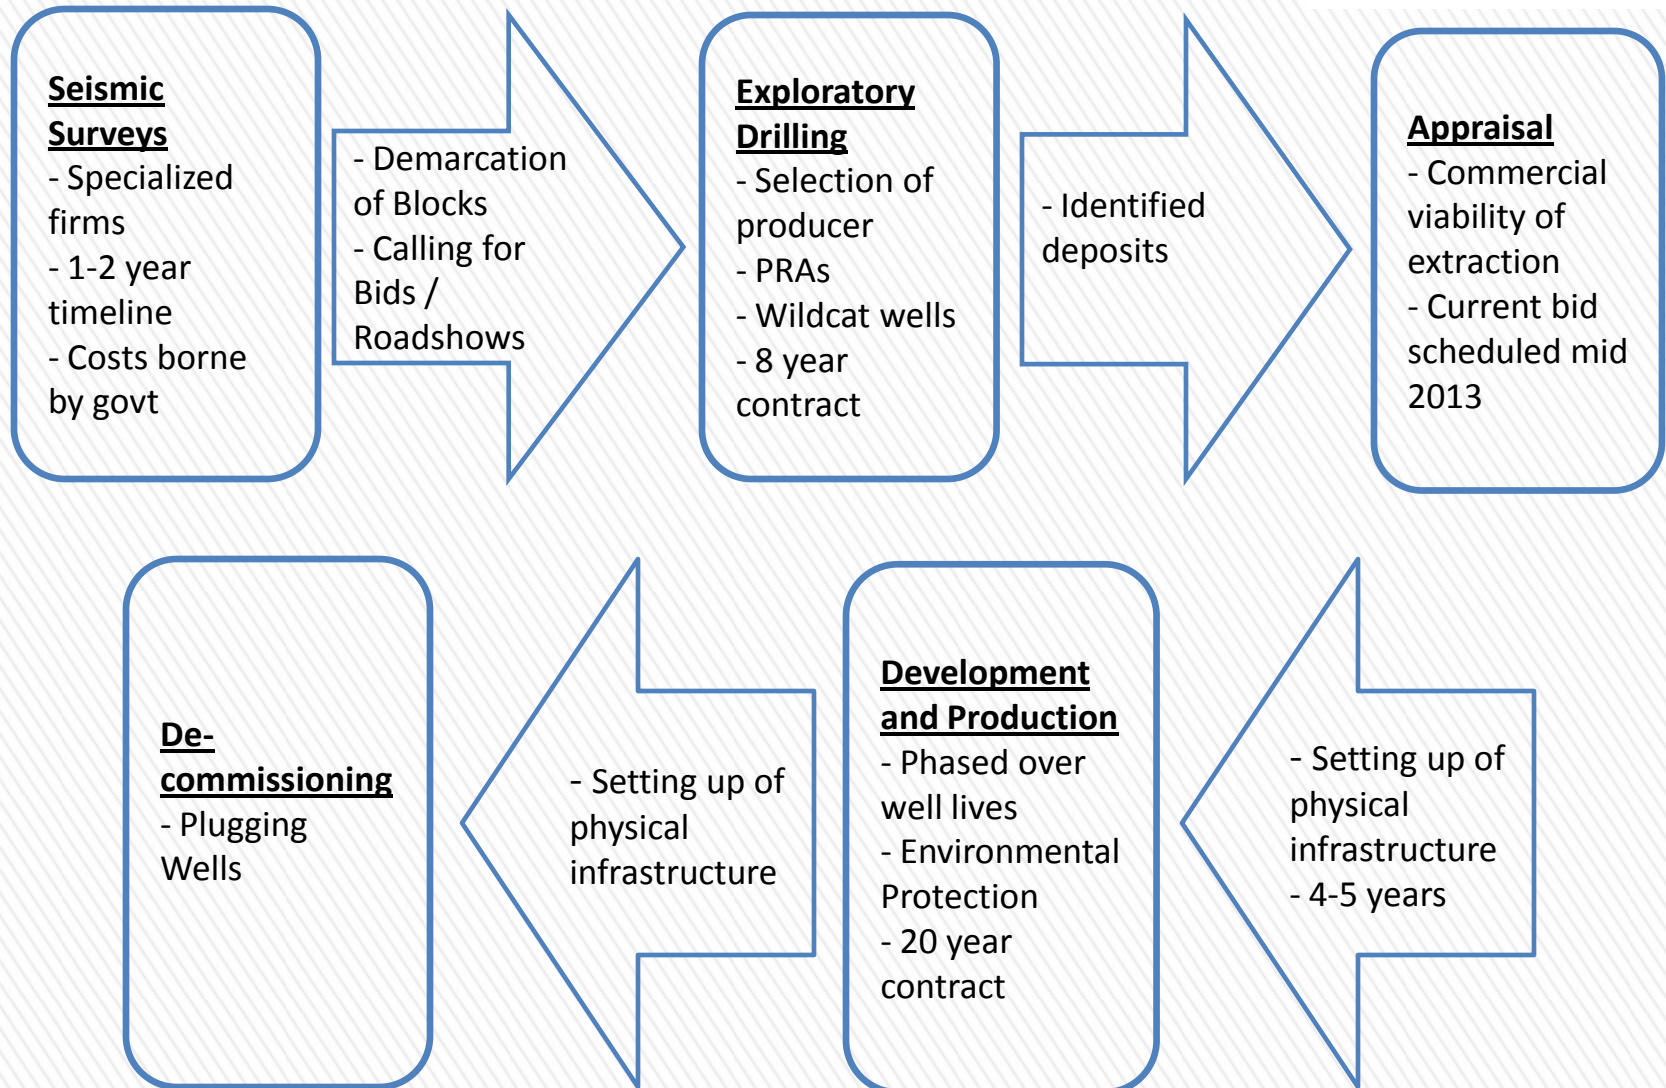 Seismic
Surveys
- Specialized
firms
- 1-2 year
timeline
- Costs borne
by govt
- Demarcation
of Blocks
- Calling for
Bids /
Roadshows
Exploratory
Drilling
- Selection of
producer
- PRAs
- Wildcat wells
- 8 year
contract
- Identified
deposits
Appraisal
- Commercial
viability of
extraction
- Current bid
scheduled mid
2013
- Setting up of
physical
infrastructure
- 4-5 years
Development
and Production
- Phased over
well lives
- Environmental
Protection
- 20 year
contract
- Setting up of
physical
infrastructure
De-
commissioning
- Plugging
Wells